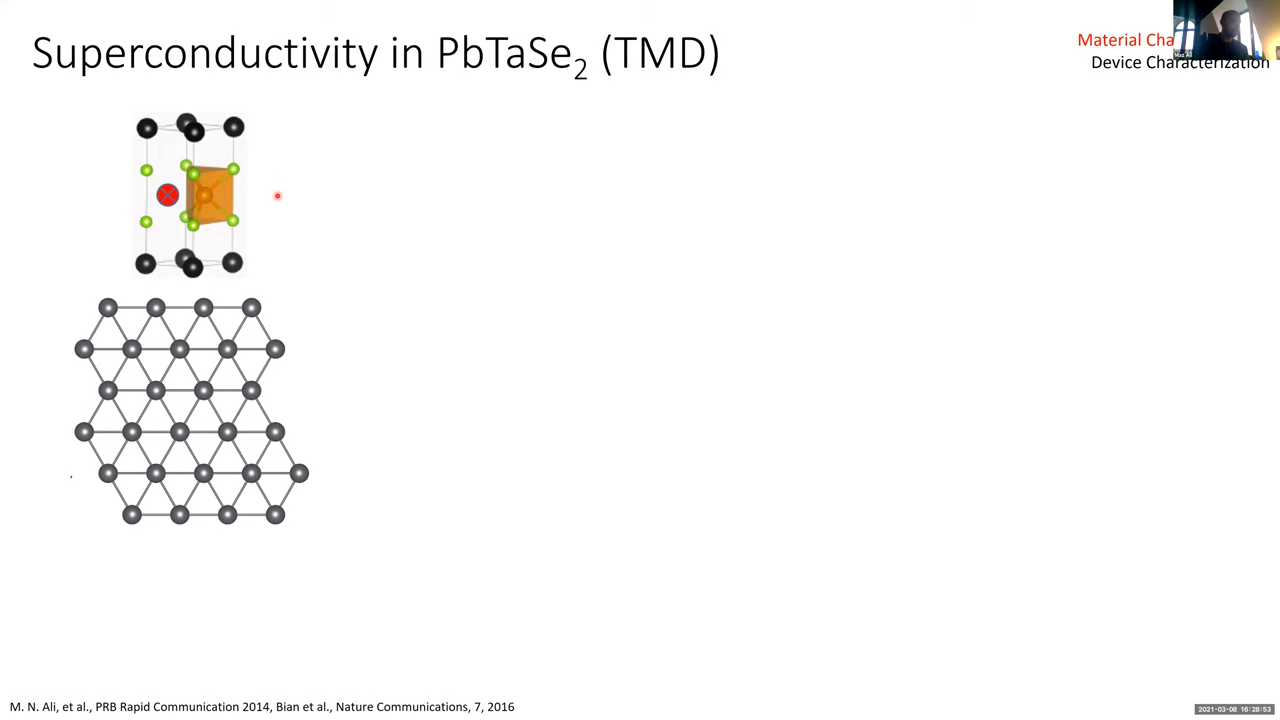 Superconductivity in PbTaSe₂ (TMD)
Material Cha
Device Characterization
M. N. Ali, et al., PRB Rapid Communication 2014, Bian et al., Nature Communications, 7, 2016
2021-03-08 16:28:53